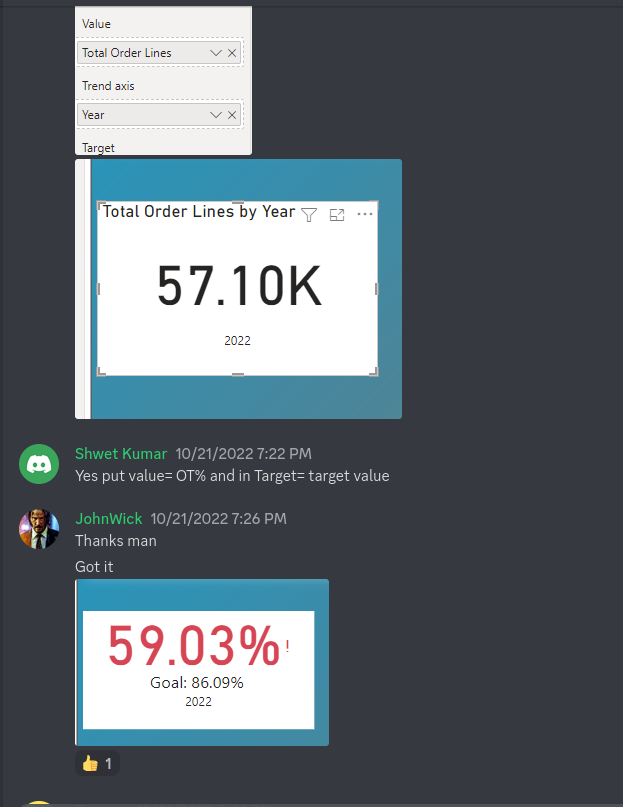 Value
Total Order Lines
Trend axis
Year
Target
Total Order Lines by Year
57.10K
2022
Shwet Kumar 10/21/2022 7:22 PM
Yes put value= OT% and in Target= target value
JohnWick 10/21/2022 7:26 PM
Thanks man
Got it
59.03%!
Goal: 86.09%
2022
1